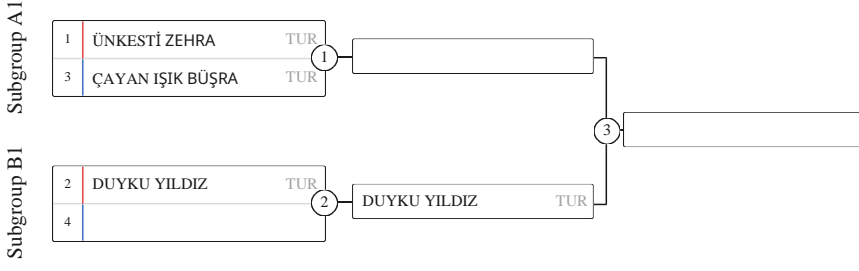 Subgroup A1
1 ÜNKESTİ ZEHRA TUR
3 ÇAYAN IŞIK BÜŞRA TUR
1
3
Subgroup B1
2 DUYKU YILDIZ TUR
4
2
DUYKU YILDIZ TUR